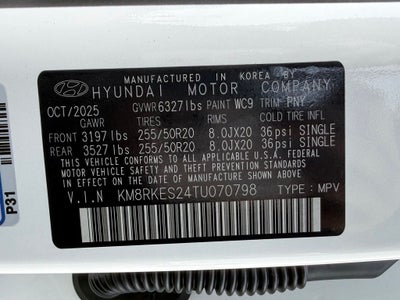 MANUFACTURED IN KOREA BY
HYUNDAI MOTOR COMPANY
OCT/2025 GVWR 6327lbs PAINT WC9 TRIM PNY
GAWR TIRES RIMS COLD TIRE INFL
FRONT 3197lbs 255/50R20 8.0JX20 36psi SINGLE
REAR 3527lbs 255/50R20 8.0JX20 36psi SINGLE
THIS VEHICLE CONFORMS TO ALL APPLICABLE U.S. FEDERAL
MOTOR VEHICLE SAFETY STANDARDS IN EFFECT ON THE
DATE OF MANUFACTURE SHOWN ABOVE.
V.I.N KM8RKES24TU070798 TYPE : MPV
P31